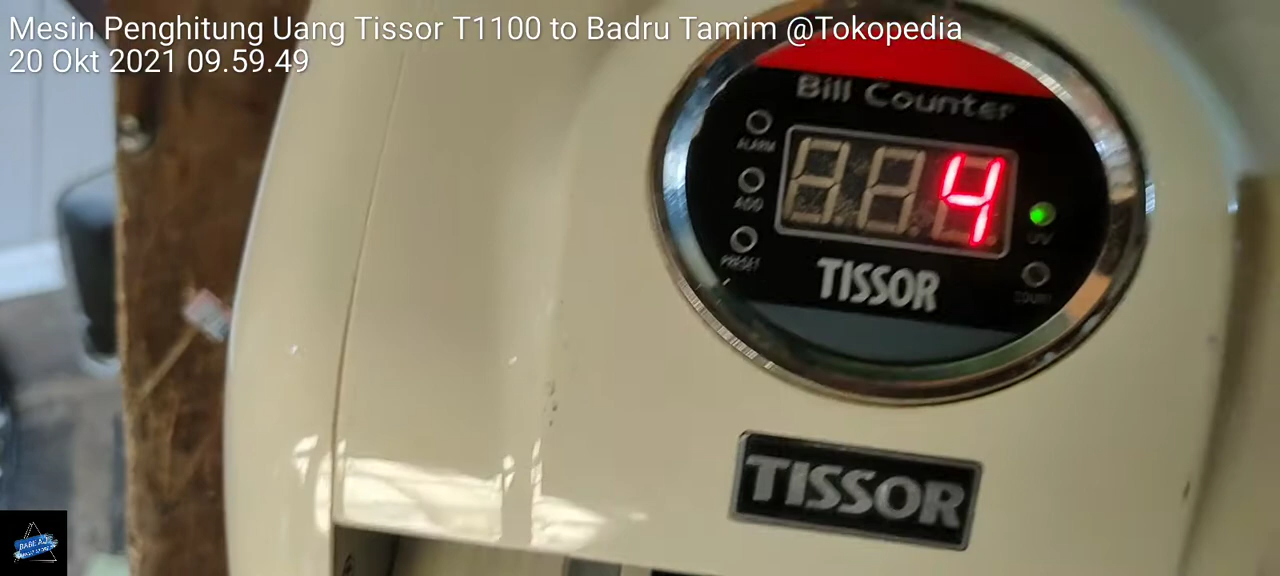 Mesin Penghitung Uang Tissor T1100 to Badru Tamim @Tokopedia
20 Okt 2021 09.59.49
Bill Counter
ALARM
4
ADD
UV
PRESET
TISSOR
COUNT
TISSOR